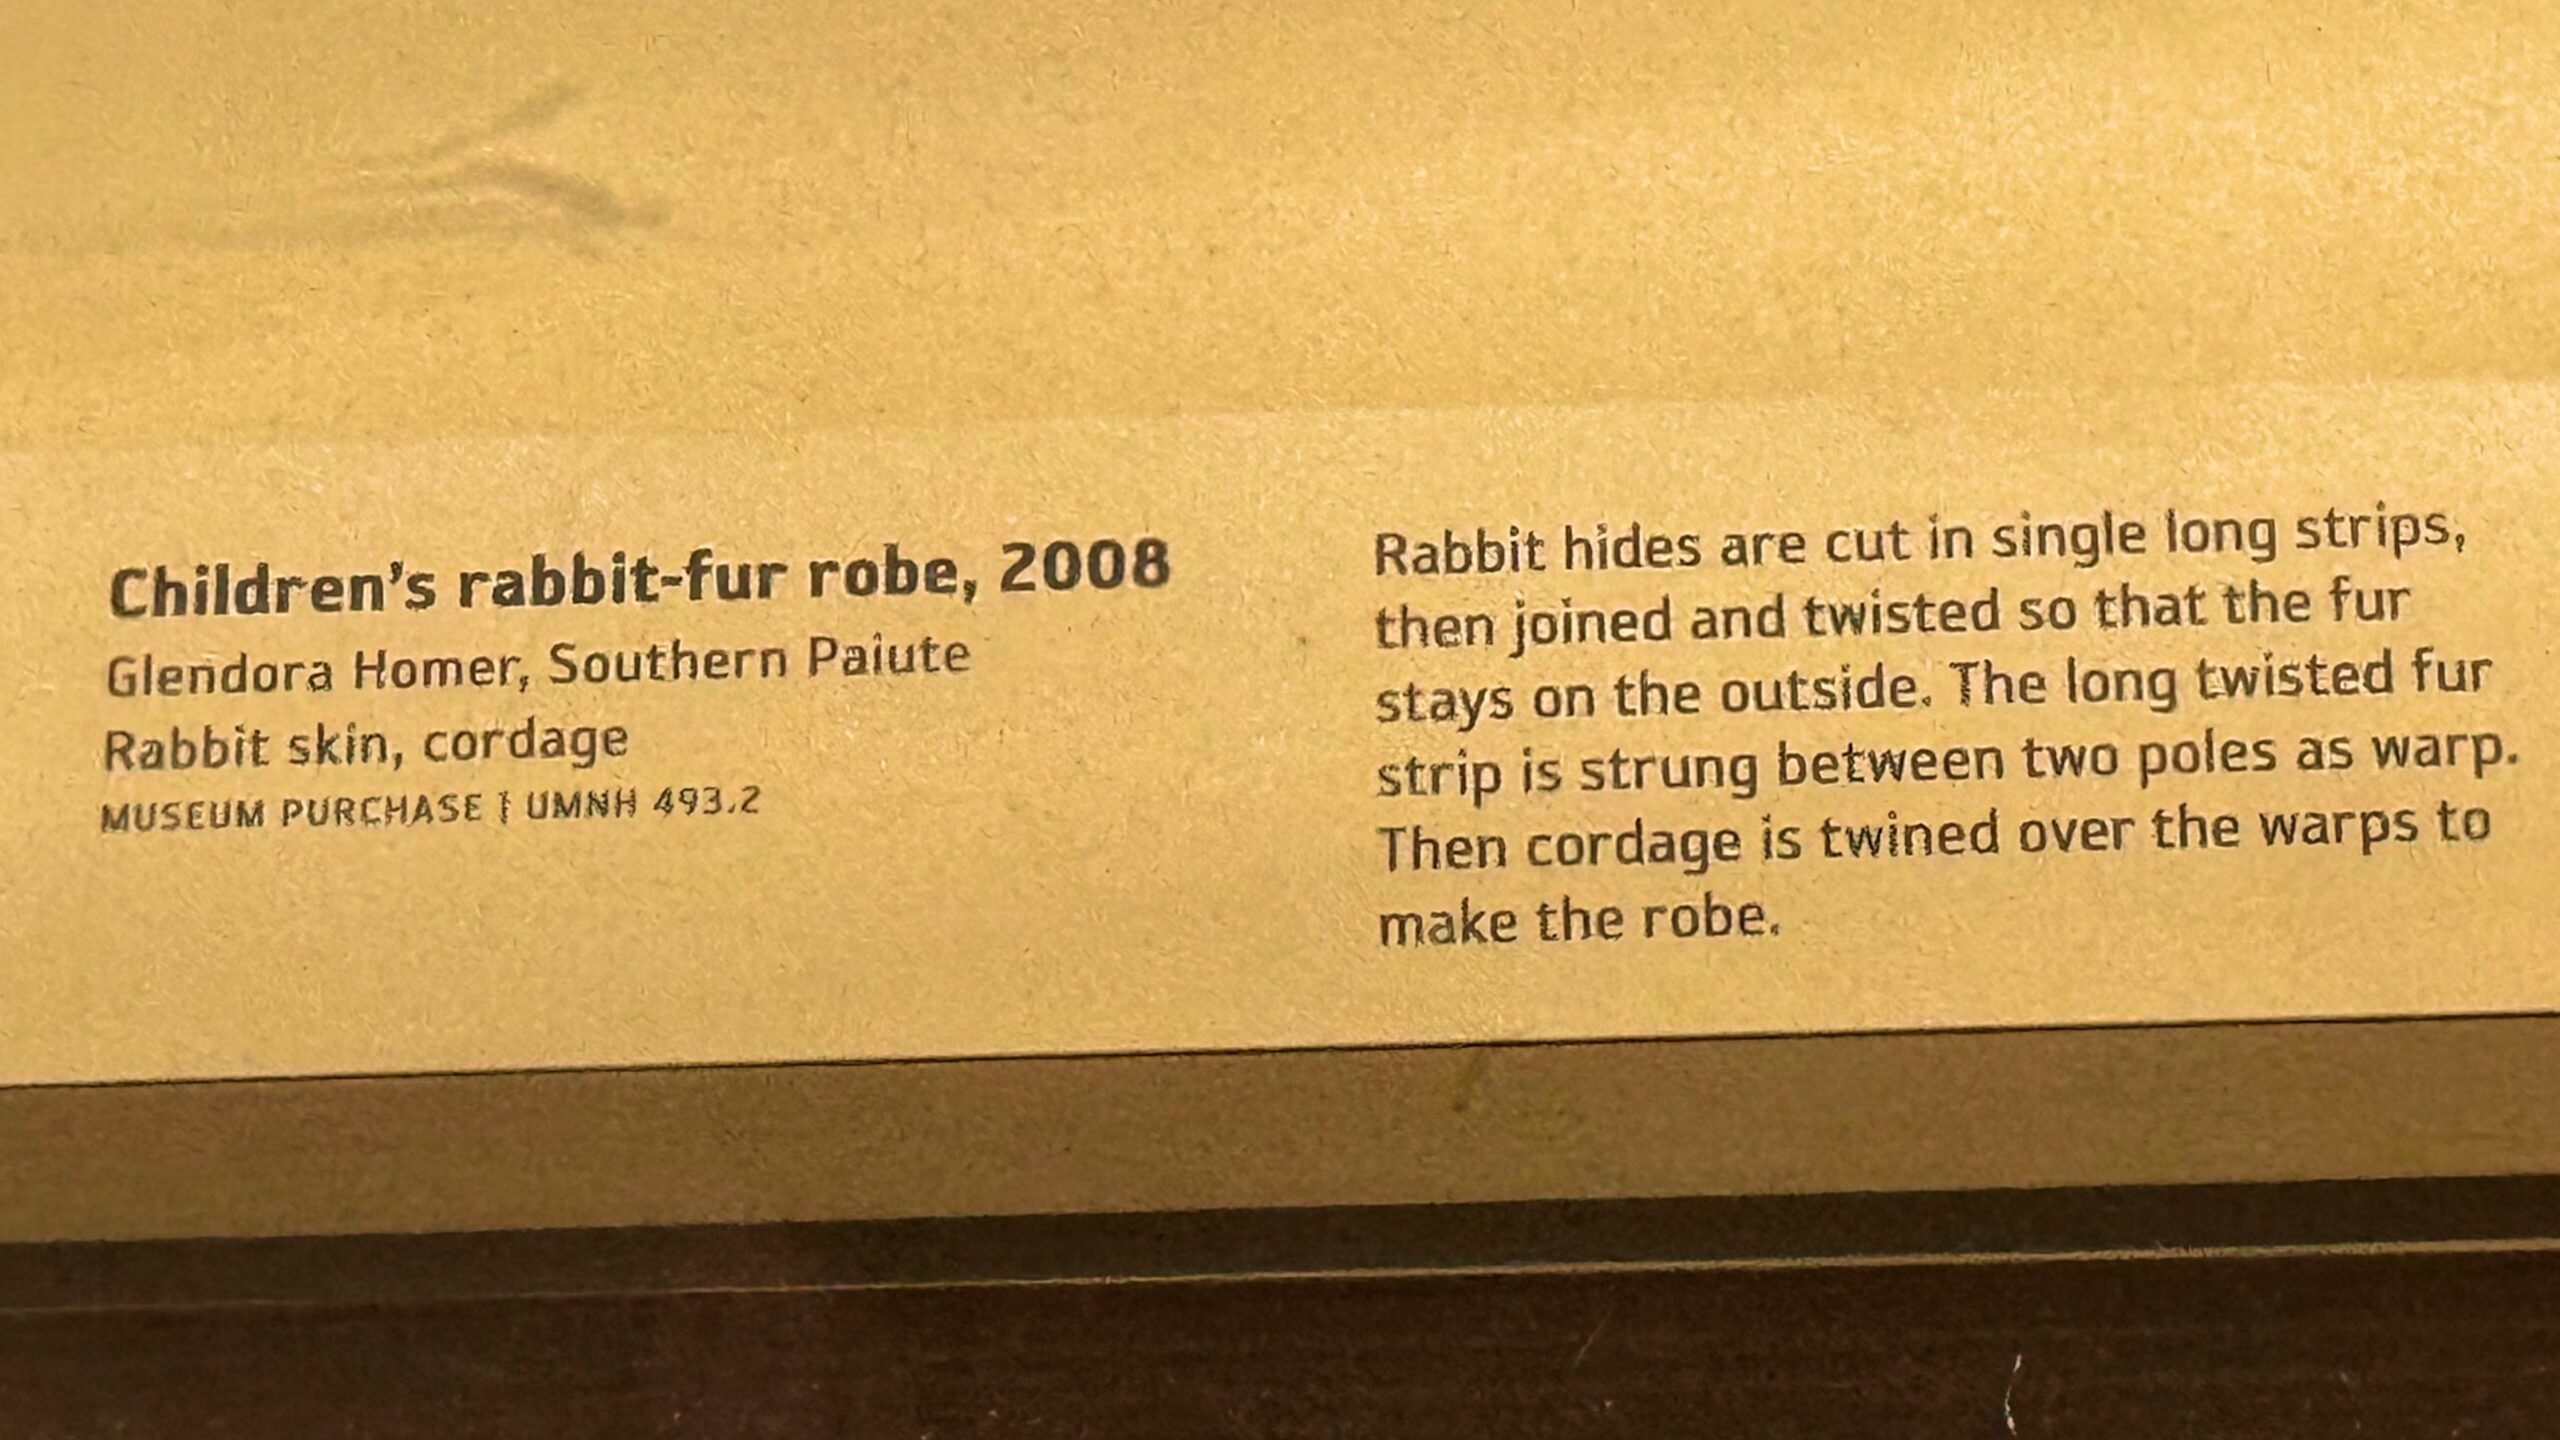 Children's rabbit-fur robe, 2008
Glendora Homer, Southern Paiute
Rabbit skin, cordage
MUSEUM PURCHASE | UMNH 493.2
Rabbit hides are cut in single long strips,
then joined and twisted so that the fur
stays on the outside. The long twisted fur
strip is strung between two poles as warp.
Then cordage is twined over the warps to
make the robe.